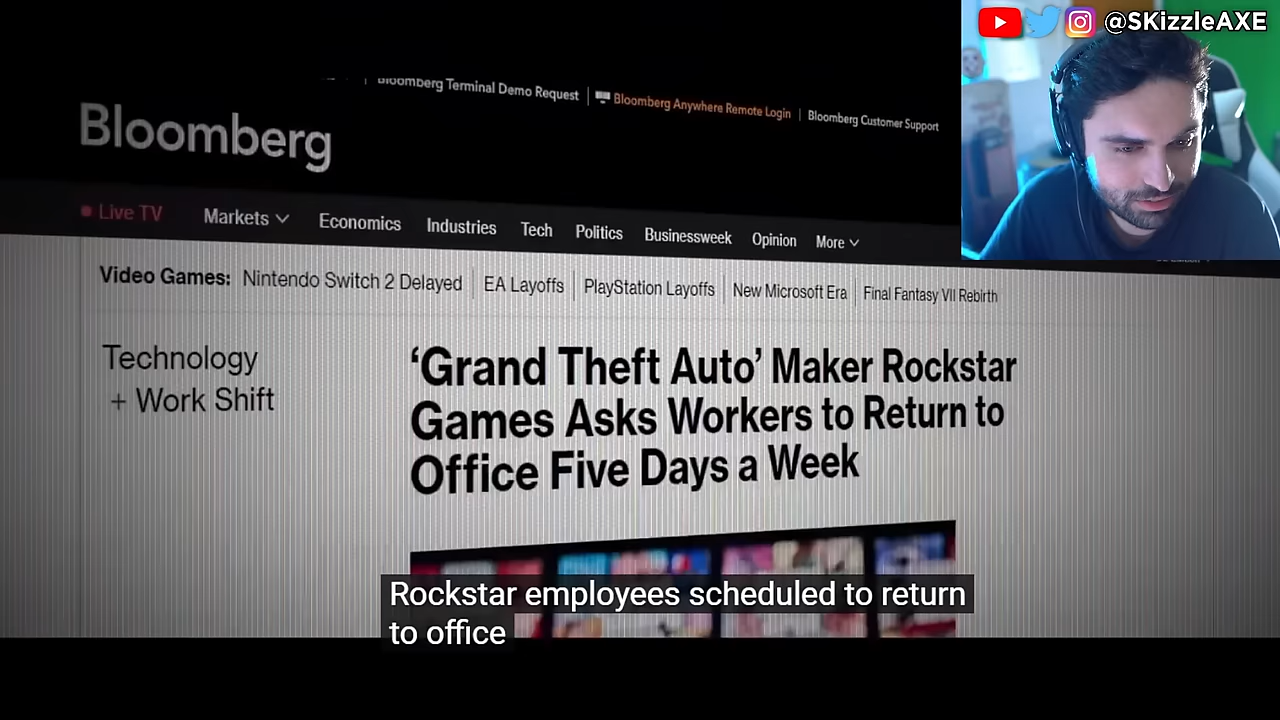 @SKizzleAXE
Bloomberg Terminal Demo Request
Bloomberg Anywhere Remote Login
Bloomberg Customer Support
Bloomberg
Live TV
Markets
Economics
Industries
Tech
Politics
Businessweek
Opinion
More
Video Games: Nintendo Switch 2 Delayed EA Layoffs PlayStation Layoffs New Microsoft Era Final Fantasy VII Rebirth
Technology
+ Work Shift
‘Grand Theft Auto’ Maker Rockstar
Games Asks Workers to Return to
Office Five Days a Week
Rockstar employees scheduled to return
to office